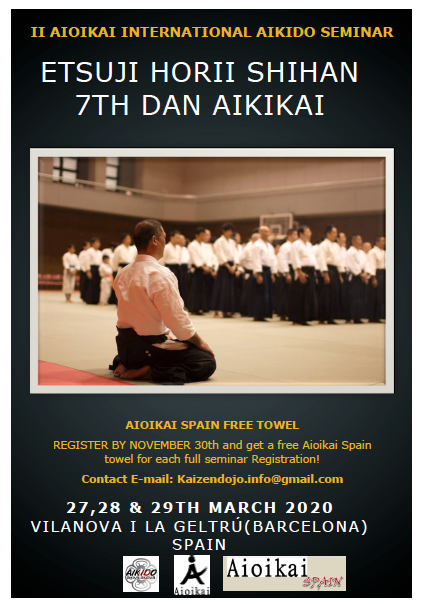 II AIOIKAI INTERNATIONAL AIKIDO SEMINAR
ETSUJI HORII SHIHAN
7TH DAN AIKIKAI
AIOIKAI SPAIN FREE TOWEL
REGISTER BY NOVEMBER 30th and get a free Aioikai Spain
towel for each full seminar Registration!
Contact E-mail: Kaizendojo.info@gmail.com
27,28 & 29TH MARCH 2020
VILANOVA I LA GELTRÚ(BARCELONA)
SPAIN
AIKIDO
Aioikai
Aioikai
SPAIN